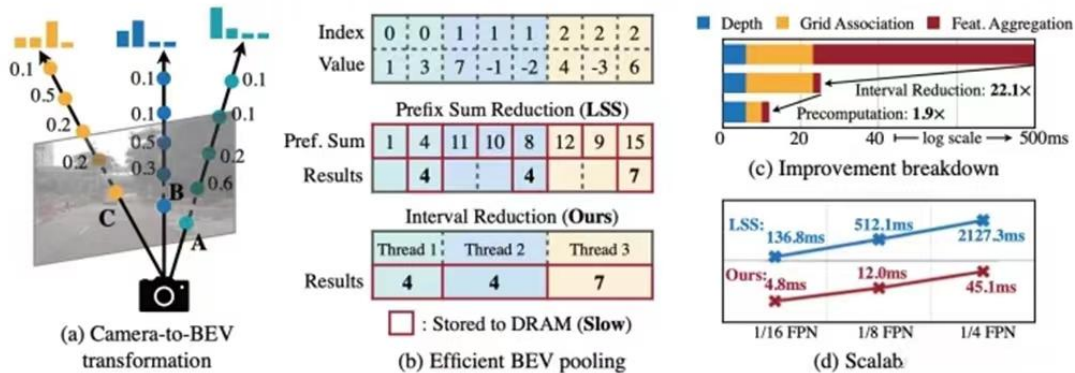 0.1
0.5
0.2
0.2
C
0.1
0.1
0.5
0.3
B
0.1
0.1
0.2
0.6
A
(a) Camera-to-BEV
transformation
Index 0 0 1 1 1 2 2 2
Value 1 3 7 -1 -2 4 -3 6
Prefix Sum Reduction (LSS)
Pref. Sum 1 4 11 10 8 12 9 15
Results 4 4 7
Interval Reduction (Ours)
Thread 1 Thread 2 Thread 3
Results 4 4 7
: Stored to DRAM (Slow)
(b) Efficient BEV pooling
Depth Grid Association Feat. Aggregation
Interval Reduction: 22.1×
Precomputation: 1.9×
0 20 40 log scale 500ms
(c) Improvement breakdown
LSS: 136.8ms 512.1ms 2127.3ms
Ours: 4.8ms 12.0ms 45.1ms
1/16 FPN 1/8 FPN 1/4 FPN
(d) Scalab